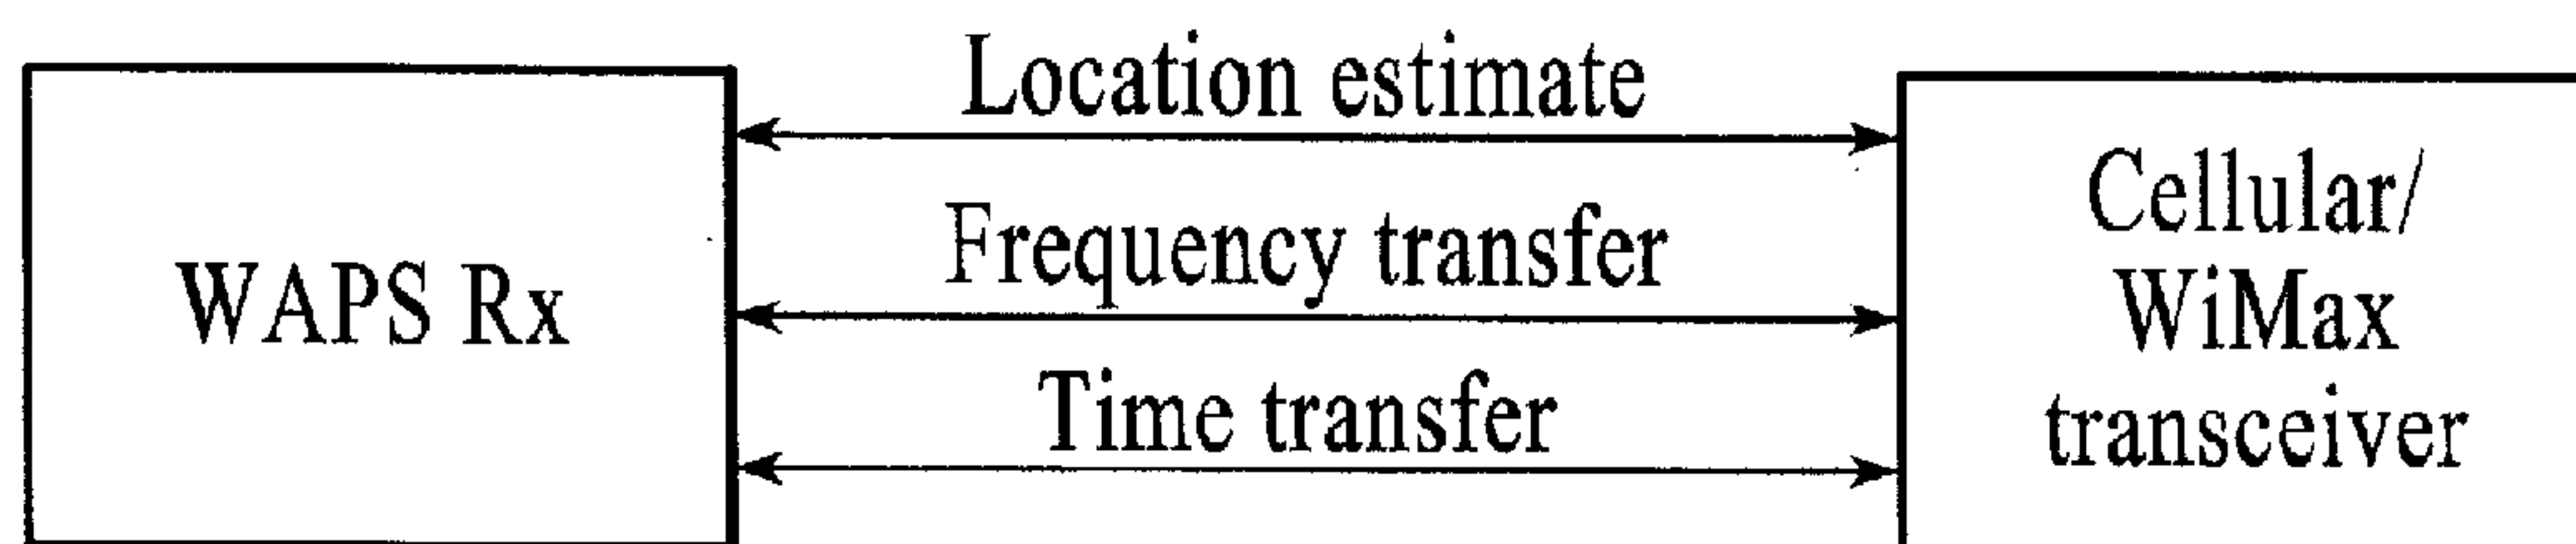 Location estimate
Frequency transfer
Time transfer
WAPS Rx
Cellular/
WiMax
transceiver